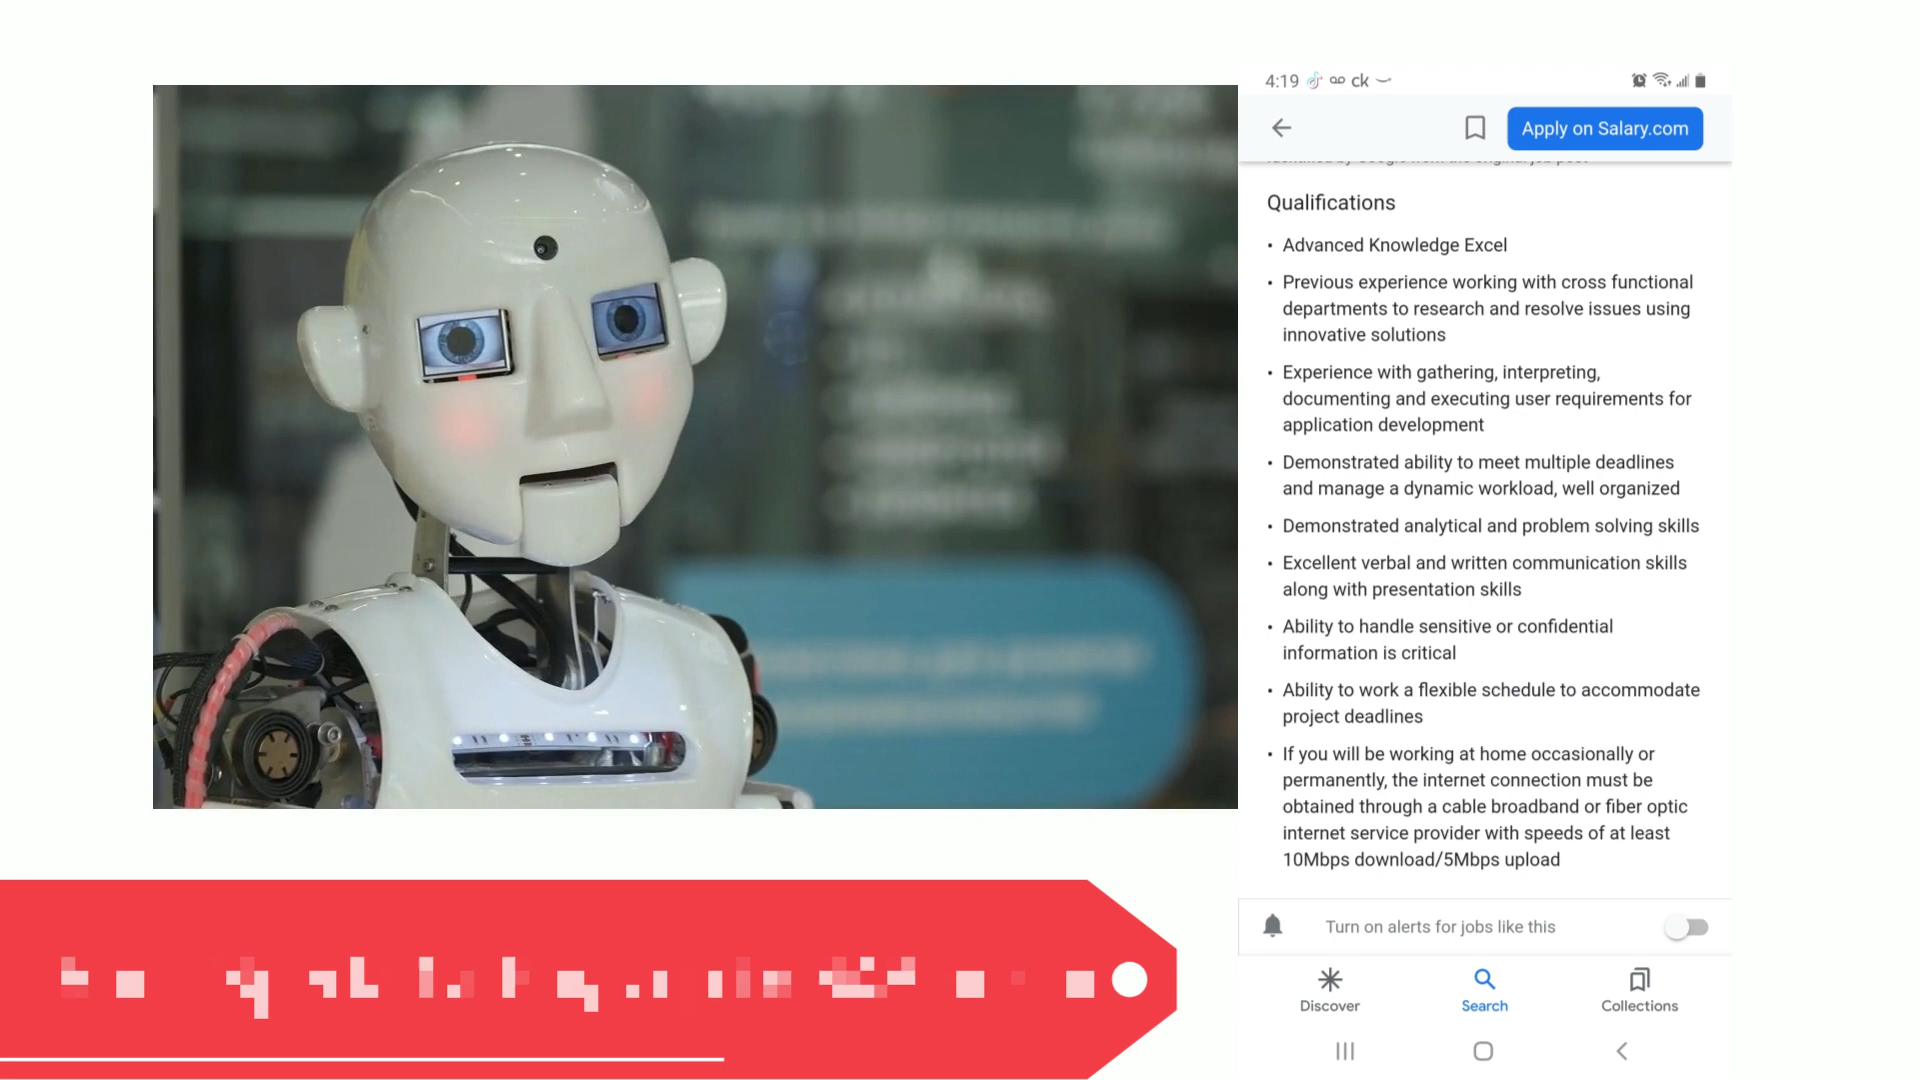 4:19 ck
Apply on Salary.com
Qualifications
• Advanced Knowledge Excel
• Previous experience working with cross functional
departments to research and resolve issues using
innovative solutions
• Experience with gathering, interpreting,
documenting and executing user requirements for
application development
• Demonstrated ability to meet multiple deadlines
and manage a dynamic workload, well organized
• Demonstrated analytical and problem solving skills
• Excellent verbal and written communication skills
along with presentation skills
• Ability to handle sensitive or confidential
information is critical
• Ability to work a flexible schedule to accommodate
project deadlines
• If you will be working at home occasionally or
permanently, the internet connection must be
obtained through a cable broadband or fiber optic
internet service provider with speeds of at least
10Mbps download/5Mbps upload
Turn on alerts for jobs like this
Discover
Search
Collections